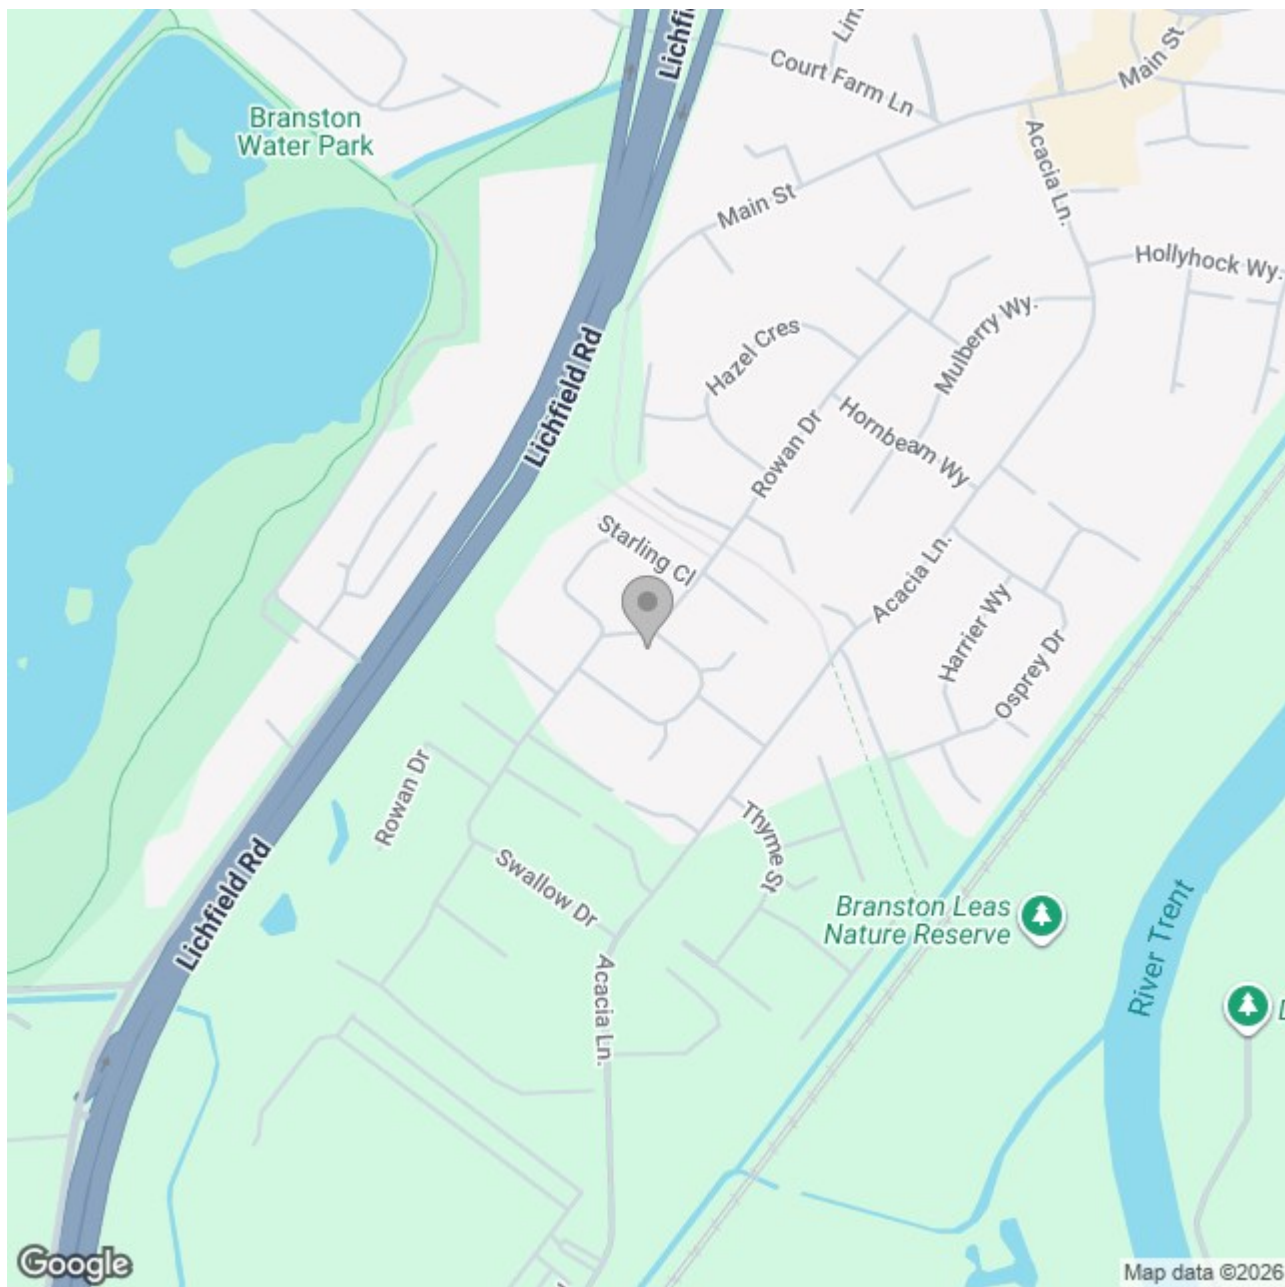 Lichfield
Lim
Main St
Court Farm Ln
Branston
Water Park
Acacia Ln.
Main St
Hollyhock Wy.
Mulberry Wy.
Hazel Cres
Lichfield Rd
Hornbeam Wy
Rowan Dr
Starling Cl
Acacia Ln.
Harrier Wy
Osprey Dr
Rowan Dr
Thyme St
Lichfield Rd
Swallow Dr
Branston Leas
Nature Reserve
River Trent
Acacia Ln.
Google
Map data ©2026